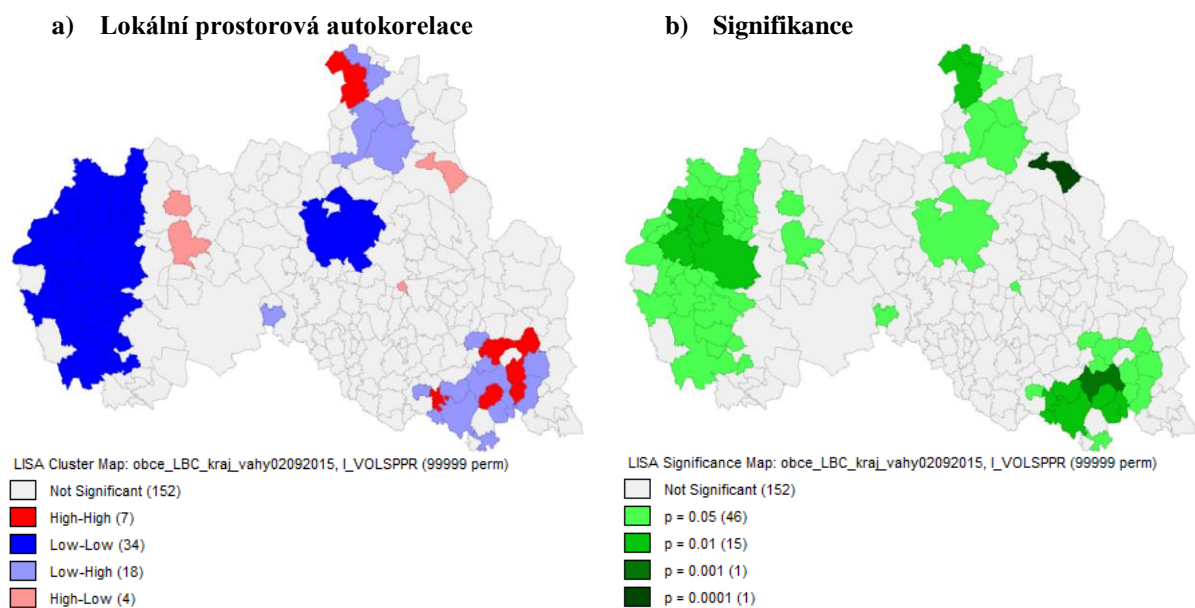 a) Lokální prostorová autokorelace
b) Signifikance
LISA Cluster Map: obce_LBC_kraj_vahy02092015, I_VOLSPPR (99999 perm)
Not Significant (152)
High-High (7)
Low-Low (34)
Low-High (18)
High-Low (4)
LISA Significance Map: obce_LBC_kraj_vahy02092015, I_VOLSPPR (99999 perm)
Not Significant (152)
p = 0.05 (46)
p = 0.01 (15)
p = 0.001 (1)
p = 0.0001 (1)